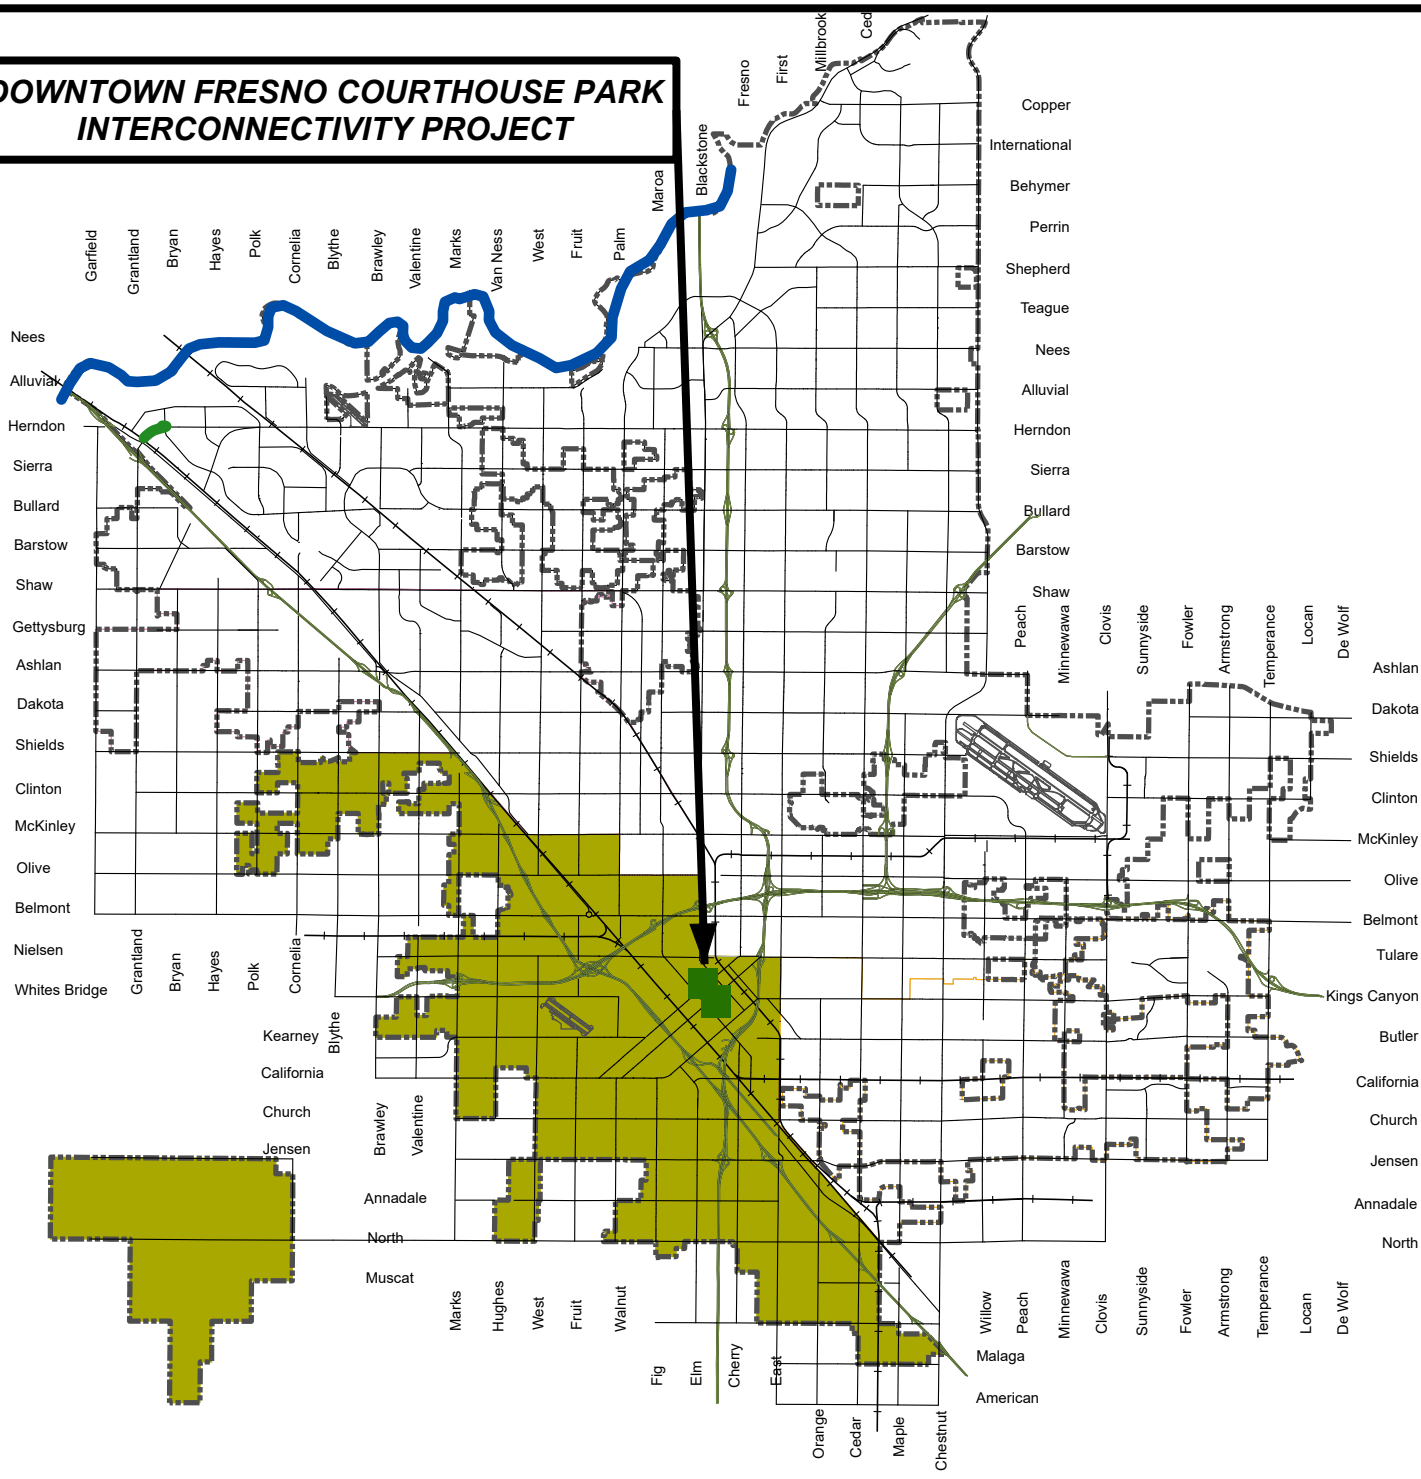 DOWNTOWN FRESNO COURTHOUSE PARK
INTERCONNECTIVITY PROJECT
Fresno
First
Millbrook
Ced
Maroa
Blackstone
Copper
International
Behymer
Perrin
Shepherd
Teague
Nees
Alluvial
Herndon
Sierra
Bullard
Barstow
Shaw
Garfield
Grantland
Bryan
Hayes
Polk
Cornelia
Blythe
Brawley
Valentine
Marks
Van Ness
West
Fruit
Palm
Nees
Alluvial
Herndon
Sierra
Bullard
Barstow
Shaw
Gettysburg
Ashlan
Dakota
Shields
Clinton
McKinley
Olive
Belmont
Nielsen
Whites Bridge
Peach
Minnewawa
Clovis
Sunnyside
Fowler
Armstrong
Temperance
Locan
De Wolf
Ashlan
Dakota
Shields
Clinton
McKinley
Olive
Belmont
Tulare
Kings Canyon
Butler
California
Church
Jensen
Annadale
North
Grantland
Bryan
Hayes
Polk
Cornelia
Blythe
Kearney
California
Church
Jensen
Brawley
Valentine
Annadale
North
Muscat
Marks
Hughes
West
Fruit
Walnut
Fig
Elm
Cherry
East
Orange
Cedar
Maple
Chestnut
Willow
Peach
Minnewawa
Clovis
Sunnyside
Fowler
Armstrong
Temperance
Locan
De Wolf
Malaga
American